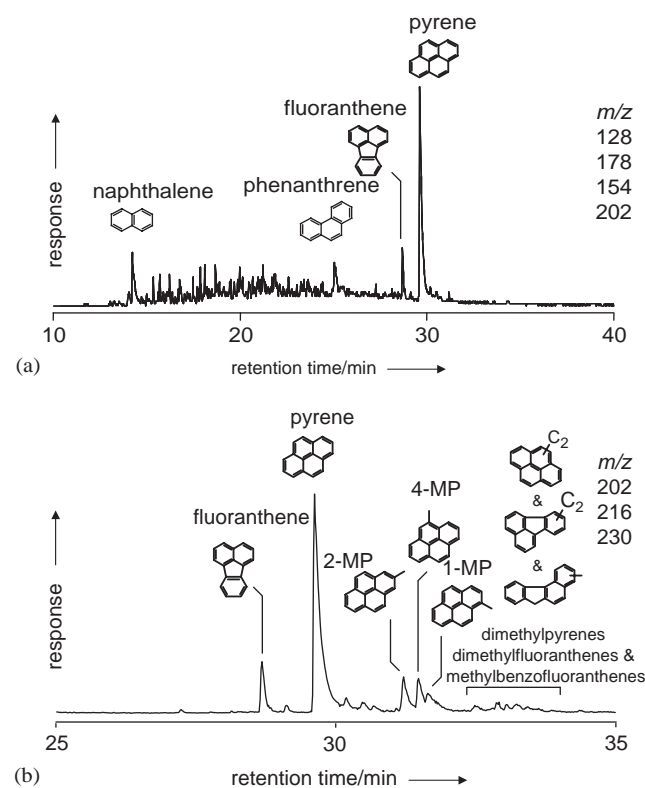 pyrene
fluoranthene
m/z
128
178
154
202
naphthalene
phenanthrene
response
10
20
30
40
(a)
retention time/min
pyrene
C2
m/z
202
216
230
&
C2
4-MP
fluoranthene
2-MP
1-MP
&
response
dimethylpyrenes
dimethylfluoranthenes &
methylbenzofluoranthenes
25
30
35
(b)
retention time/min